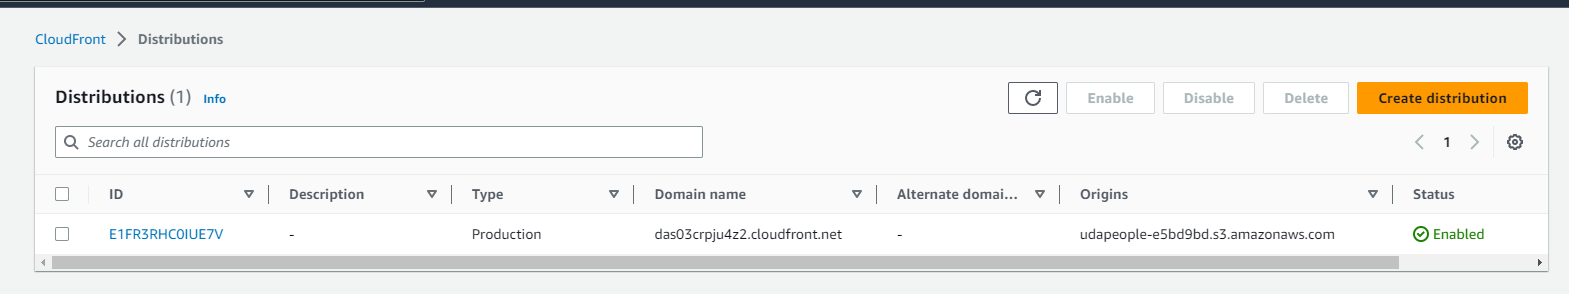 CloudFront > Distributions
Distributions (1) Info Enable Disable Delete Create distribution
Search all distributions 1
ID Description Type Domain name Alternate domai... Origins Status
E1FR3RHC0IUE7V - Production das03crpju4z2.cloudfront.net - udapeople-e5bd9bd.s3.amazonaws.com Enabled